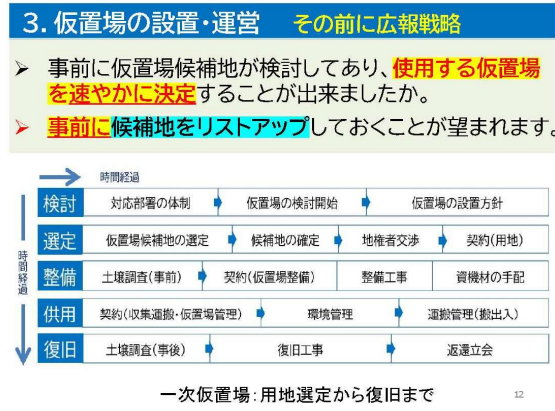 3. 仮置場の設置・運営 その前に広報戦略
➢ 事前に仮置場候補地が検討してあり、使用する仮置場
を速やかに決定することが出来ましたか。
➢ 事前に候補地をリストアップしておくことが望まれます。
時間経過
時間経過
検討 対応部署の体制 仮置場の検討開始 仮置場の設置方針
選定 仮置場候補地の選定 候補地の確定 地権者交渉 契約(用地)
整備 土壌調査(事前) 契約(仮置場整備) 整備工事 資機材の手配
供用 契約(収集運搬・仮置場管理) 環境管理 運搬管理(搬出入)
復旧 土壌調査(事後) 復旧工事 返還立会
一次仮置場:用地選定から復旧まで
12